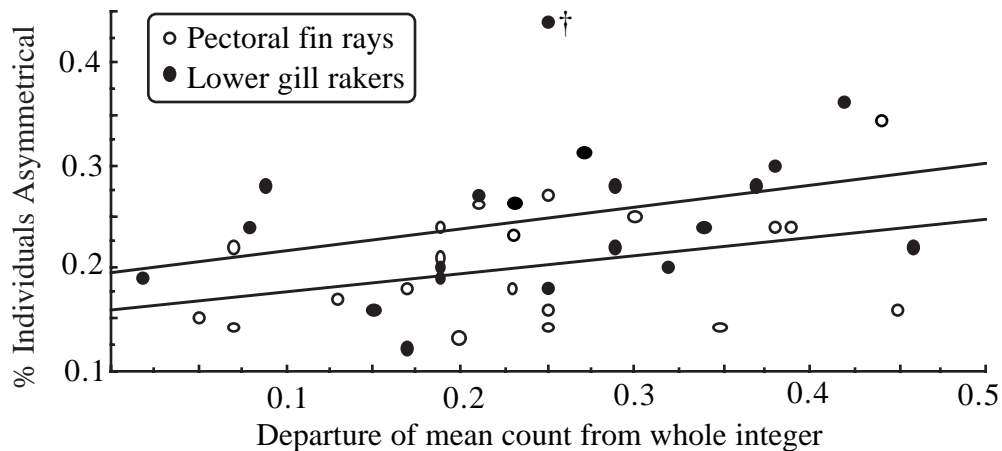 †
Pectoral fin rays
Lower gill rakers
% Individuals Asymmetrical
0.4
0.3
0.2
0.1
0.1 0.2 0.3 0.4 0.5
Departure of mean count from whole integer